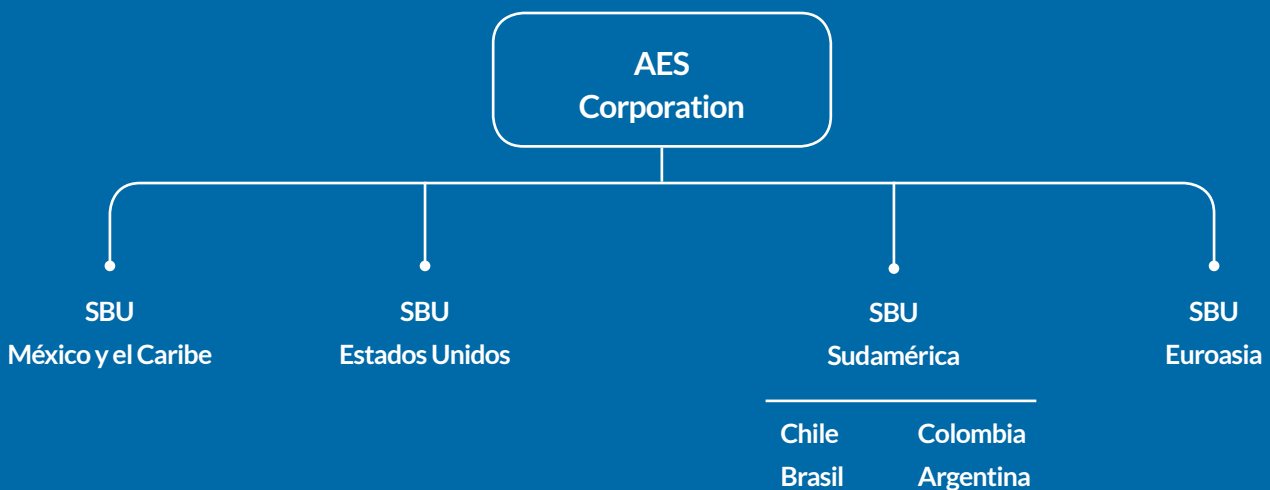 AES
Corporation
SBU
México y el Caribe
SBU
Estados Unidos
SBU
Sudamérica
Chile
Colombia
Brasil
Argentina
SBU
Euroasia